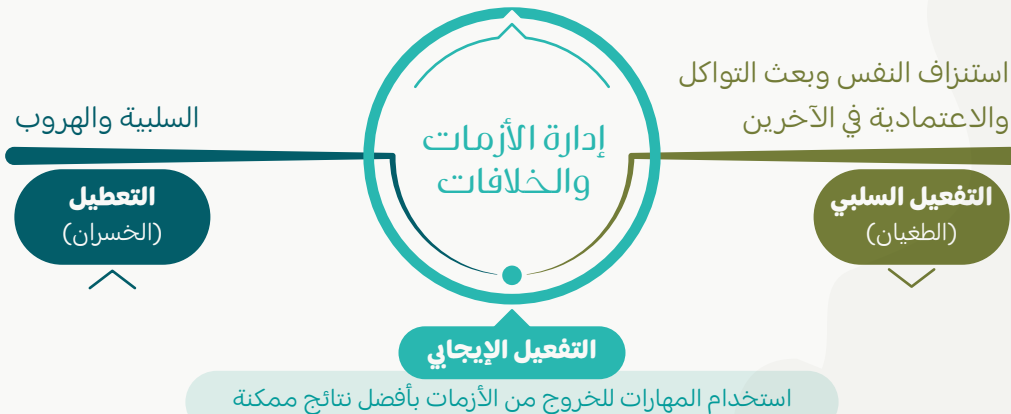 استنزاف النفس وبعث التواكل
والاعتمادية في الآخرين
التفعيل السلبي
(الطغيان)
إدارة الأزمات
والخلافات
السلبية والهروب
التعطيل
(الخسران)
التفعيل الإيجابي
استخدام المهارات للخروج من الأزمات بأفضل نتائج ممكنة